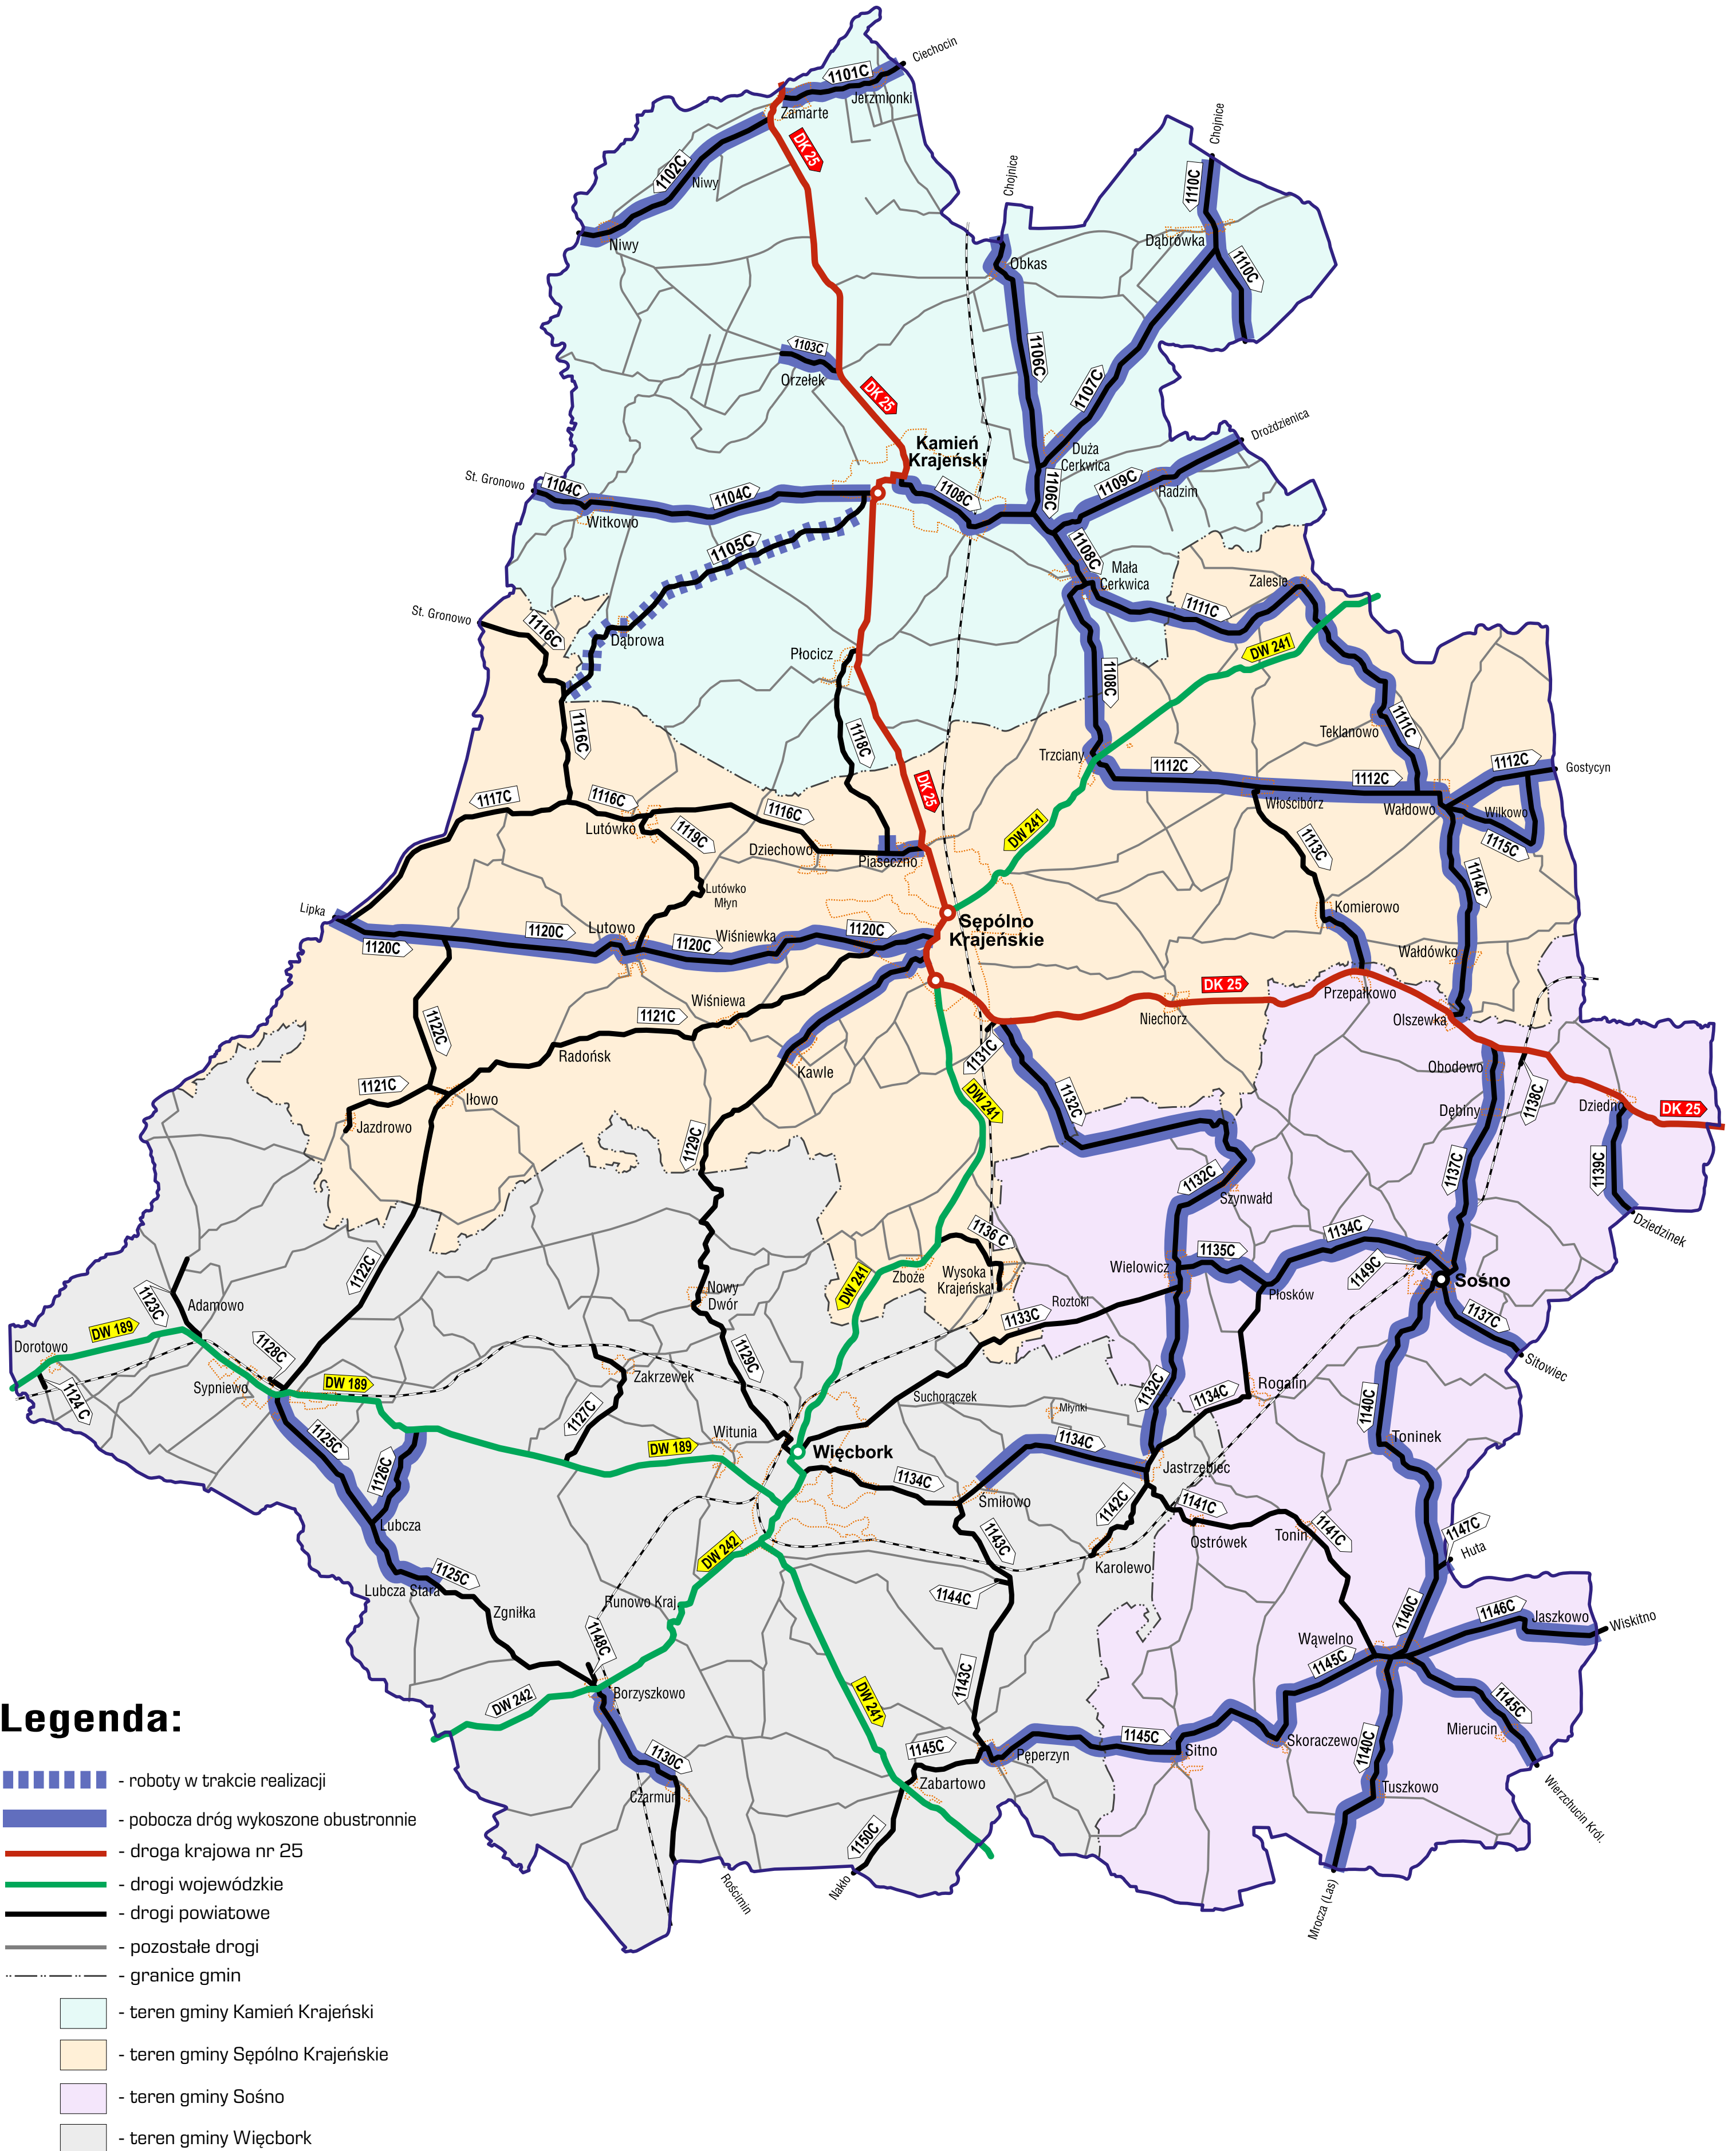 Ciechocin
1101C
Jerzmionki
Zamarte
DK 25
1102C
Niwy
Niwy
Chojnice
Chojnice
1110C
Dąbrówka
1110C
Obkas
1103C
Orzełek
1106C
1107C
DK 25
Kamień
Krajeński
Duża
Cerkwica
Drożdzienica
St. Gronowo
1104C
1104C
Witkowo
1108C
1106C
1109C
Radzim
1105C
1108C
Mała
Cerkwica
Zalesie
1111C
St. Gronowo
1116C
Dąbrowa
Płocicz
DW 241
1108C
1116C
1118C
Teklanowo
1111C
Trzciany
1112C
1112C
1112C
Gostycyn
DK 25
1117C
1116C
Lutówko
1119C
1116C
Dziechowo
Piaseczno
DW 241
Włościbórz
Wałdowo
Wilkowo
1115C
1113C
1114C
Lutówko
Młyn
Komierowo
Lipka
1120C
1120C
Lutowo
1120C
Wiśniewka
1120C
Sępólno
Krajeńskie
Wałdówko
DK 25
Przepałkowo
Niechorz
Olszewka
Wiśniewa
1121C
Radońsk
1122C
Kawle
1131C
1132C
DW 241
Obodowo
Dębiny
1138C
Dziedno
DK 25
1121C
Iłowo
Jazdrowo
1129C
1137C
1139C
1132C
Szynwałd
Dziedzinek
1136 C
1134C
1135C
1149C
Sośno
Wielowicz
Płosków
1137C
Sitowiec
1122C
Nowy
Dwór
DW 241
Zboże
Wysoka
Krajeńska
Roztoki
1133C
1123C
Adamowo
DW 189
Dorotowo
1128C
1124 C
Sypniewo
DW 189
1129C
Zakrzewek
1127C
Suchorączek
1132C
1134C
Rogalin
1140C
Młynki
Toninek
Witunia
DW 189
Więcbork
1134C
Jastrzębiec
1125C
1126C
1134C
Śmiłowo
1142C
1141C
Ostrówek
Tonin
1141C
Lubcza
1147C
Huta
DW 242
1143C
Karolewo
Lubcza Stara
1125C
Zgniłka
1144C
Runowo Kraj.
1148C
1140C
1146C
Jaszkowo
Wiskitno
Wąwelno
1145C
1143C
Borzyszkowo
DW 242
DW 241
1145C
Mierucin
1130C
1145C
Pęperzyn
1145C
Sitno
Skoraczewo
1140C
Tuszkowo
Czarmuń
Zabartowo
Wierzchucin Król.
1150C
Rościmin
Nakło
Mrocza (Las)
Legenda:
- roboty w trakcie realizacji
- pobocza dróg wykoszone obustronnie
- droga krajowa nr 25
- drogi wojewódzkie
- drogi powiatowe
- pozostałe drogi
- granice gmin
- teren gminy Kamień Krajeński
- teren gminy Sępólno Krajeńskie
- teren gminy Sośno
- teren gminy Więcbork